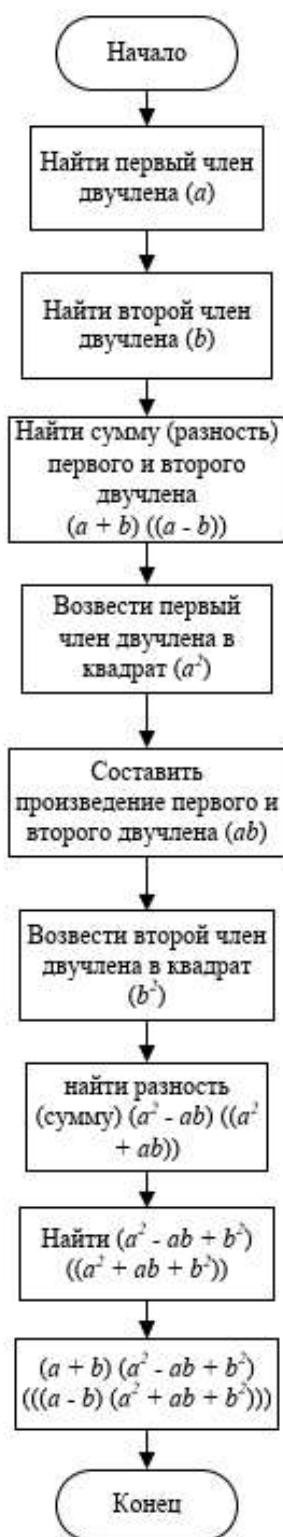 Начало
Найти первый член
двучлена (a)
Найти второй член
двучлена (b)
Найти сумму (разность)
первого и второго
двучлена
(a + b) ((a - b))
Возвести первый
член двучлена в
квадрат (a²)
Составить
произведение первого и
второго двучлена (ab)
Возвести второй член
двучлена в квадрат
(b²)
найти разность
(сумму) (a² - ab) ((a²
+ ab))
Найти (a² - ab + b²)
((a² + ab + b²))
(a + b) (a² - ab + b²)
(((a - b) (a² + ab + b²)))
Конец